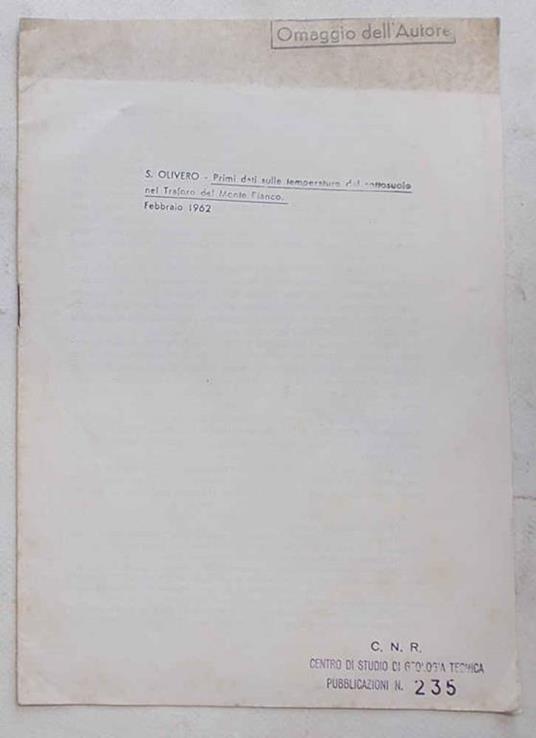 Omaggio dell'Autore
S. OLIVERO - Primi dati sulle temperature del sottosuolo
nel Traforo del Monte Bianco.
Febbraio 1962
C. N. R.
CENTRO DI STUDIO DI GEOLOGIA TECNICA
PUBBLICAZIONI N. 235